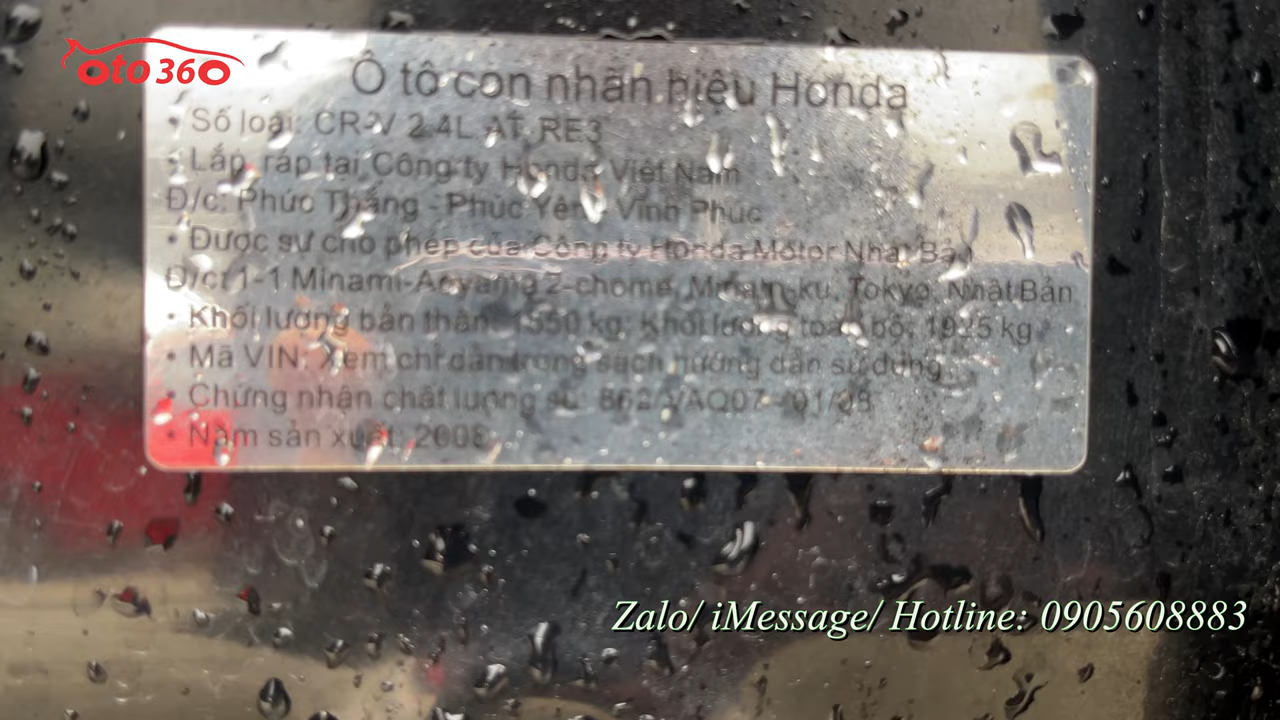 oto360
Ô tô con nhãn hiệu Honda
• Số loại: CR-V 2.4L AT RE3
• Lắp ráp tại Công ty Honda Việt Nam
Đ/c: Phúc Thắng - Phúc Yên - Vĩnh Phúc
• Được sự cho phép của Công ty Honda Motor Nhật Bản
Đ/c: 1-1 Minami-Aoyama 2-chome, Minato-ku, Tokyo, Nhật Bản
• Khối lượng bản thân: 1550 kg; Khối lượng toàn bộ: 1925 kg
• Mã VIN: Xem chỉ dẫn trong sách hướng dẫn sử dụng
• Chứng nhận chất lượng số:
• Năm sản xuất: 2008
Zalo/ iMessage/ Hotline: 0905608883